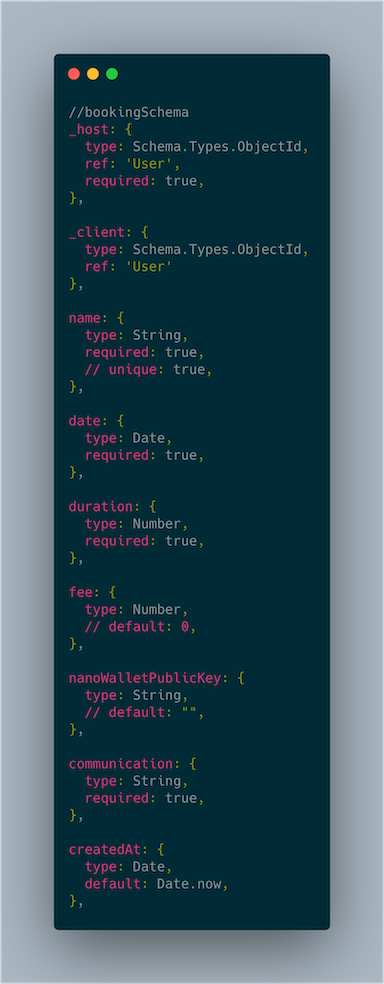 //bookingSchema
_host: {
  type: Schema.Types.ObjectId,
  ref: 'User',
  required: true,
},

_client: {
  type: Schema.Types.ObjectId,
  ref: 'User'
},

name: {
  type: String,
  required: true,
  // unique: true,
},

date: {
  type: Date,
  required: true,
},

duration: {
  type: Number,
  required: true,
},

fee: {
  type: Number,
  // default: 0,
},

nanoWalletPublicKey: {
  type: String,
  // default: "",
},

communication: {
  type: String,
  required: true,
},

createdAt: {
  type: Date,
  default: Date.now,
},